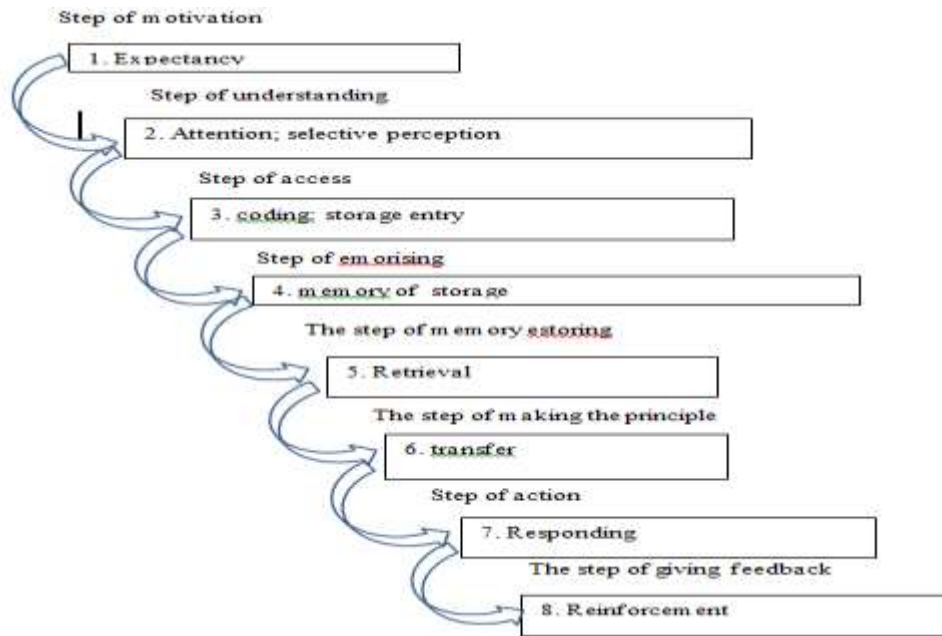 Step of motivation
1. Expectancy
Step of understanding
2. Attention; selective perception
Step of access
3. coding; storage entry
Step of emorising
4. memory of storage
The step of memory estoring
5. Retrieval
The step of making the principle
6. transfer
Step of action
7. Responding
The step of giving feedback
8. Reinforcement